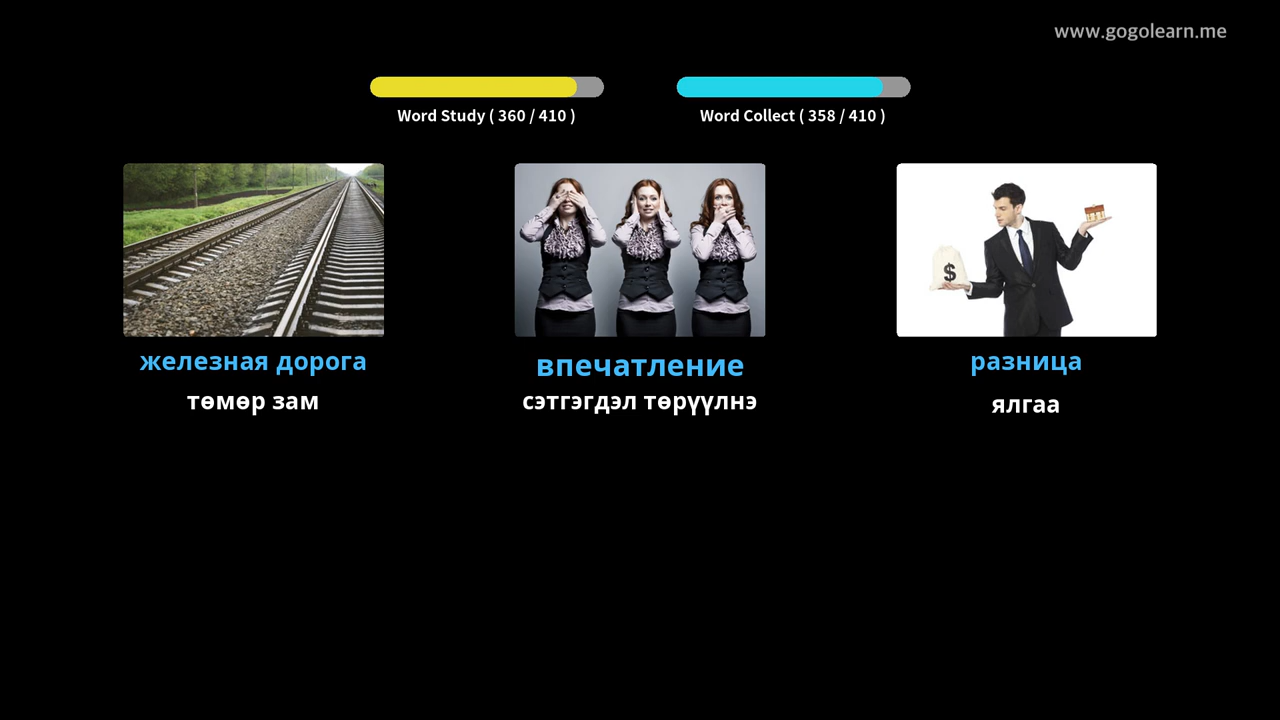 www.gogolearn.me
Word Study ( 360 / 410 )
Word Collect ( 358 / 410 )
$
железная дорога
впечатление
разница
төмөр зам
сэтгэгдэл төрүүлнэ
ялгаа